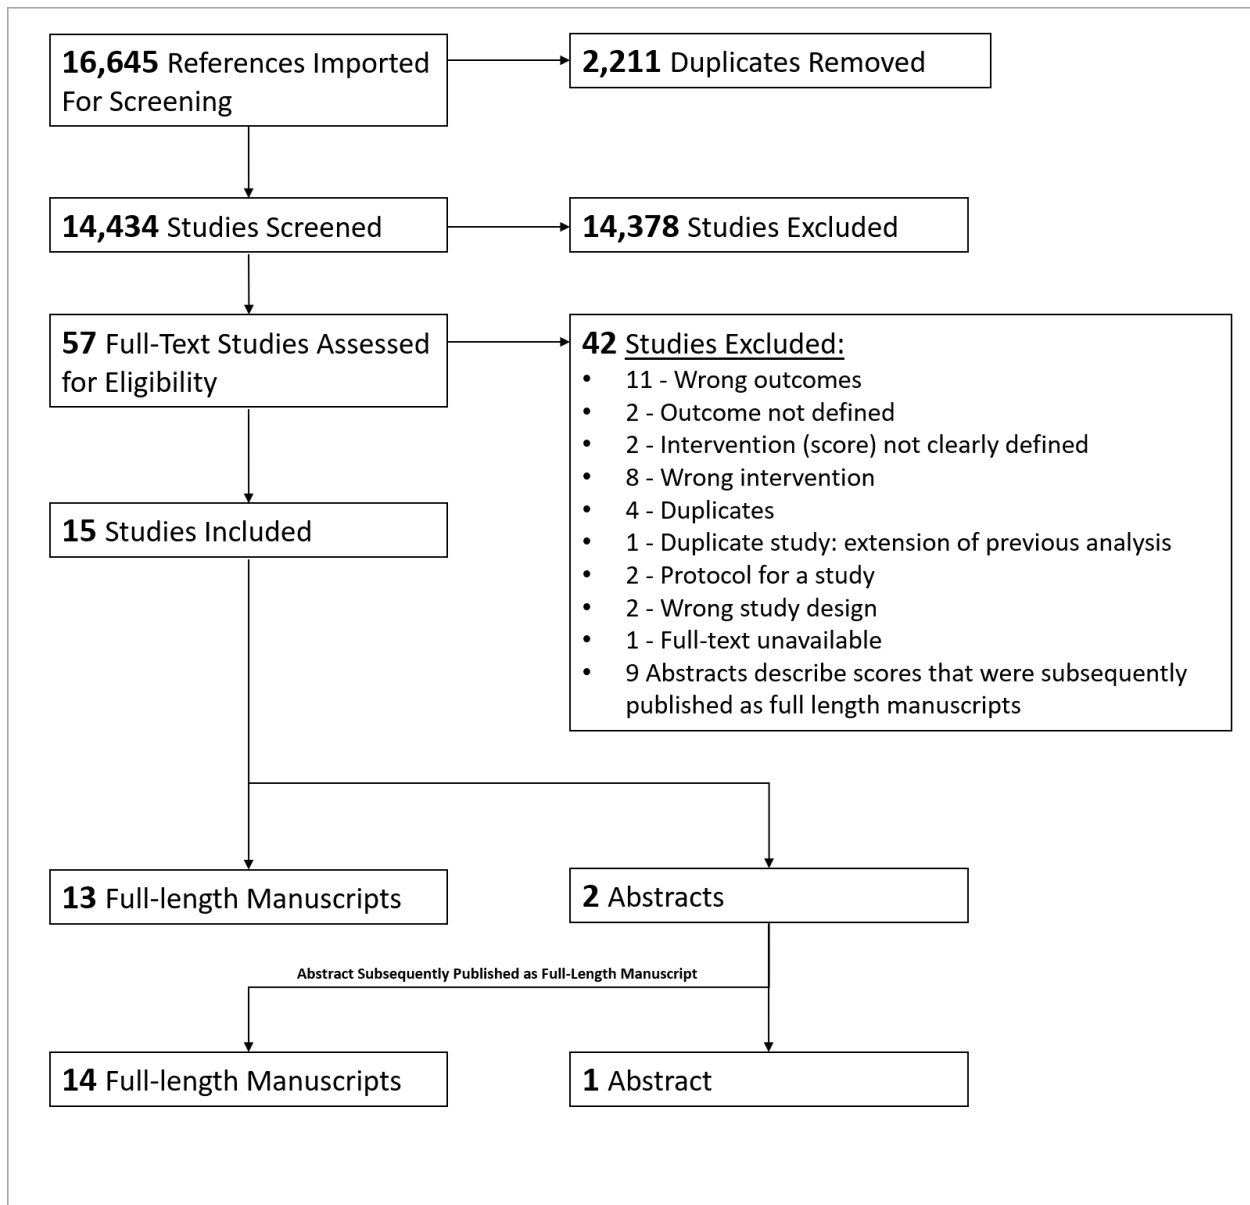 16,645 References Imported
For Screening
2,211 Duplicates Removed
14,434 Studies Screened
14,378 Studies Excluded
57 Full-Text Studies Assessed
for Eligibility
42 Studies Excluded:
• 11 - Wrong outcomes
• 2 - Outcome not defined
• 2 - Intervention (score) not clearly defined
• 8 - Wrong intervention
• 4 - Duplicates
• 1 - Duplicate study: extension of previous analysis
• 2 - Protocol for a study
• 2 - Wrong study design
• 1 - Full-text unavailable
• 9 Abstracts describe scores that were subsequently
published as full length manuscripts
15 Studies Included
13 Full-length Manuscripts
2 Abstracts
Abstract Subsequently Published as Full-Length Manuscript
14 Full-length Manuscripts
1 Abstract